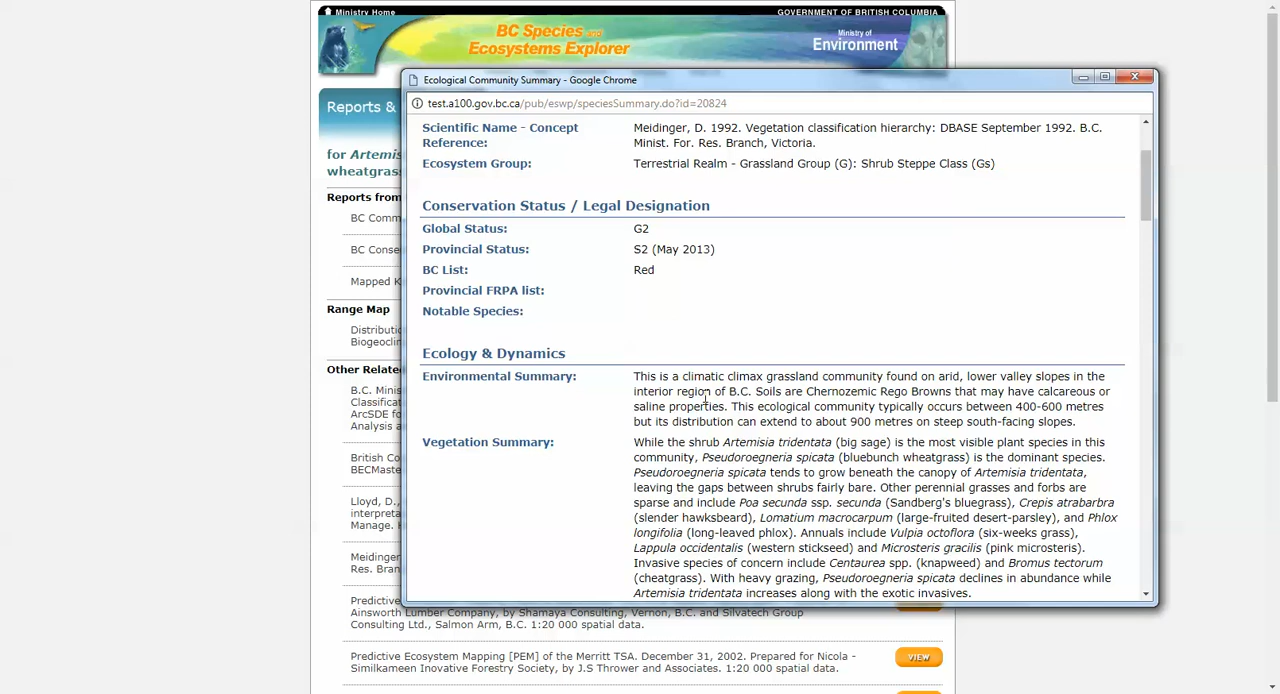 Ministry Home
GOVERNMENT OF BRITISH COLUMBIA
BC Species and
Ecosystems Explorer
Ministry of
Environment
Reports &
for Artemis
wheatgrass
Reports from
BC Comm
BC Conse
Mapped K
Range Map
Distributi
Biogeocli
Other Relate
B.C. Minis
Classificat
ArcSDE fo
Analysis a
British Co
BECMaste
Lloyd, D.,
interpreta
Manage. H
Meidinger
Res. Bran
Predictive
Ainsworth Lumber Company, by Shamaya Consulting, Vernon, B.C. and Silvatech Group
Consulting Ltd., Salmon Arm, B.C. 1:20 000 spatial data.
Predictive Ecosystem Mapping [PEM] of the Merritt TSA. December 31, 2002. Prepared for Nicola -
Similkameen Inovative Forestry Society, by J.S Thrower and Associates. 1:20 000 spatial data.
VIEW
Ecological Community Summary - Google Chrome
test.a100.gov.bc.ca/pub/eswp/speciesSummary.do?id=20824
Scientific Name - Concept
Reference:
Meidinger, D. 1992. Vegetation classification hierarchy: DBASE September 1992. B.C.
Minist. For. Res. Branch, Victoria.
Ecosystem Group:
Terrestrial Realm - Grassland Group (G): Shrub Steppe Class (Gs)
Conservation Status / Legal Designation
Global Status:
G2
Provincial Status:
S2 (May 2013)
BC List:
Red
Provincial FRPA list:
Notable Species:
Ecology & Dynamics
Environmental Summary:
This is a climatic climax grassland community found on arid, lower valley slopes in the
interior region of B.C. Soils are Chernozemic Rego Browns that may have calcareous or
saline properties. This ecological community typically occurs between 400-600 metres
but its distribution can extend to about 900 metres on steep south-facing slopes.
Vegetation Summary:
While the shrub Artemisia tridentata (big sage) is the most visible plant species in this
community, Pseudoroegneria spicata (bluebunch wheatgrass) is the dominant species.
Pseudoroegneria spicata tends to grow beneath the canopy of Artemisia tridentata,
leaving the gaps between shrubs fairly bare. Other perennial grasses and forbs are
sparse and include Poa secunda ssp. secunda (Sandberg's bluegrass), Crepis atrabarbra
(slender hawksbeard), Lomatium macrocarpum (large-fruited desert-parsley), and Phlox
longifolia (long-leaved phlox). Annuals include Vulpia octoflora (six-weeks grass),
Lappula occidentalis (western stickseed) and Microsteris gracilis (pink microsteris).
Invasive species of concern include Centaurea spp. (knapweed) and Bromus tectorum
(cheatgrass). With heavy grazing, Pseudoroegneria spicata declines in abundance while
Artemisia tridentata increases along with the exotic invasives.